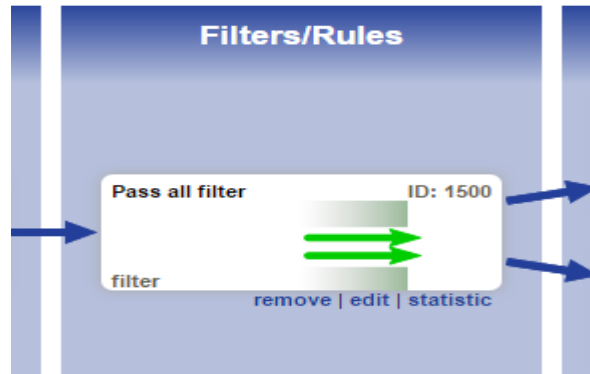 Filters/Rules
Pass all filter ID: 1500
filter
remove | edit | statistic